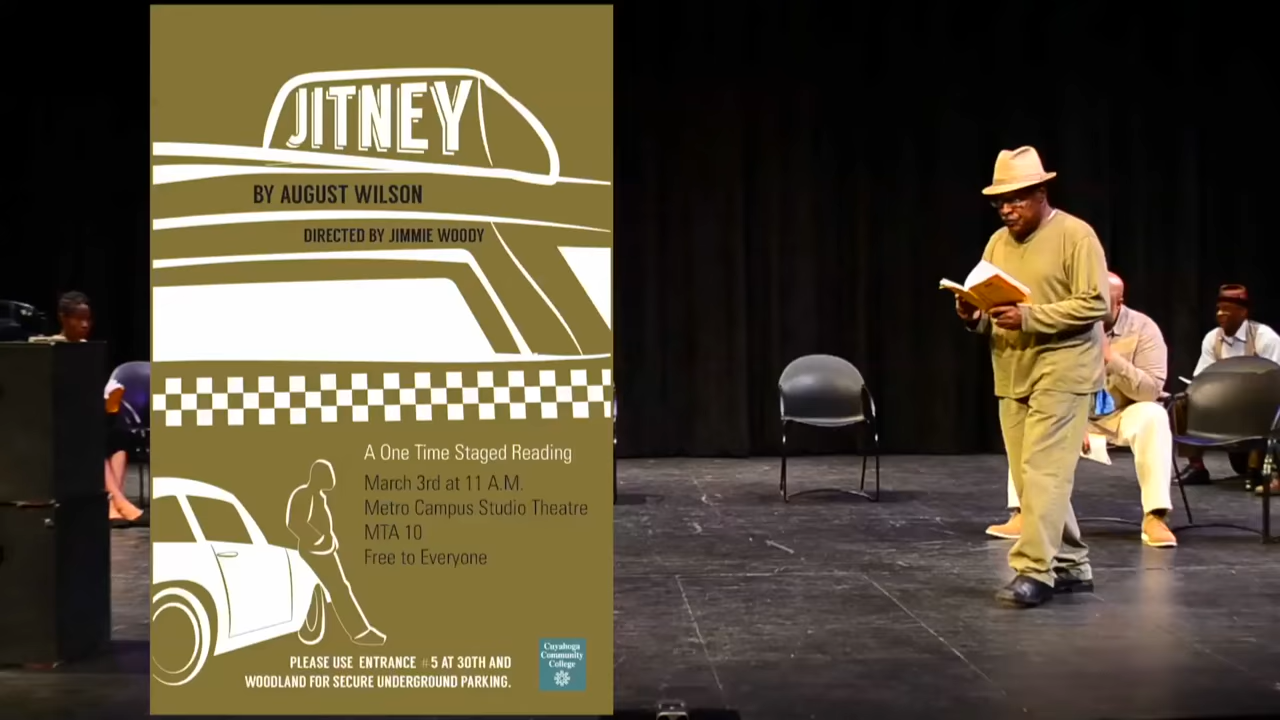 JITNEY
BY AUGUST WILSON
DIRECTED BY JIMMIE WOODY
A One Time Staged Reading
March 3rd at 11 A.M.
Metro Campus Studio Theatre
MTA 10
Free to Everyone
PLEASE USE ENTRANCE #5 AT 30TH AND
WOODLAND FOR SECURE UNDERGROUND PARKING.
Cuyahoga
Community
College